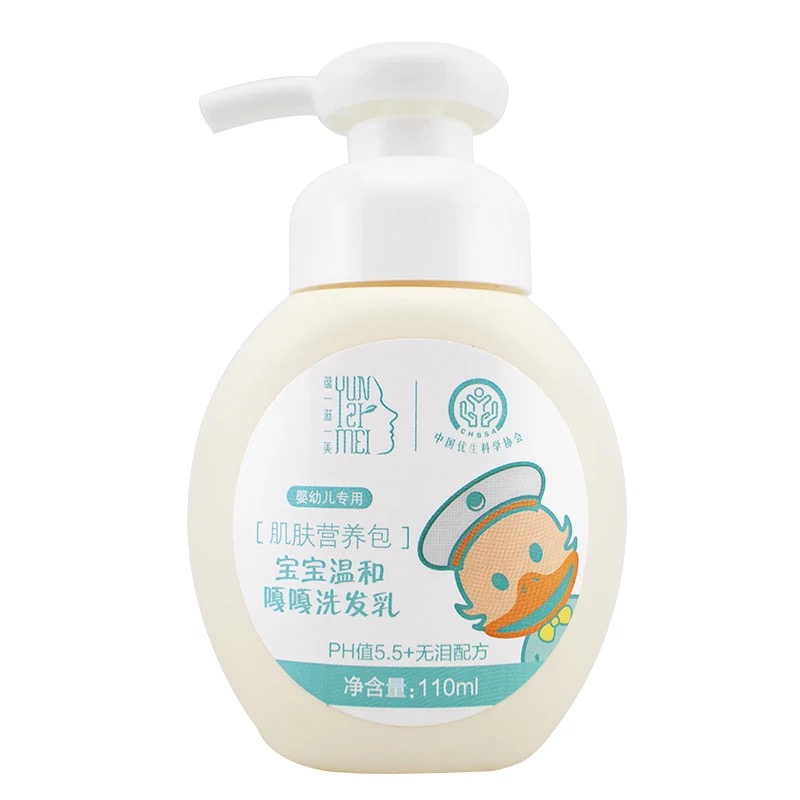 蕴一滋一美
YUN
ZI
MEI
CHBSA
中国优生科学协会
婴幼儿专用
[肌肤营养包]
宝宝温和
嘎嘎洗发乳
PH值5.5+无泪配方
净含量:110ml